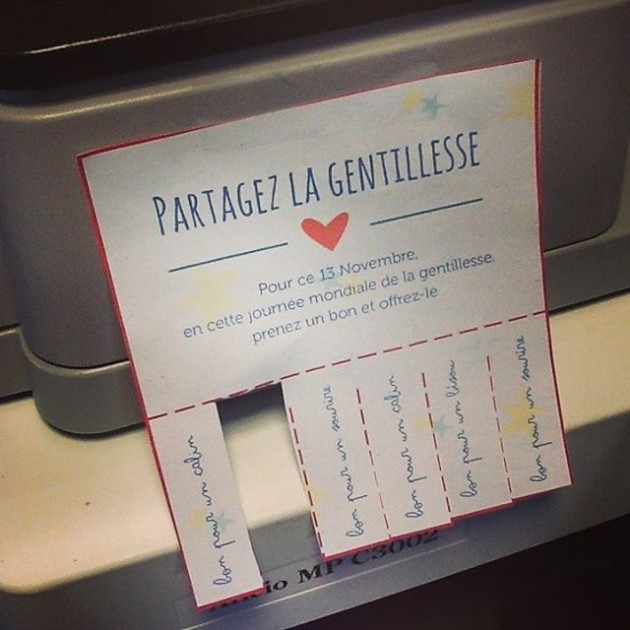 PARTAGEZ LA GENTILLESSE
Pour ce 13 Novembre,
en cette journée mondiale de la gentillesse,
prenez un bon et offrez-le
bon pour un calin
bon pour un sourire
bon pour un calin
bon pour un bisou
bon pour un sourire
MP C3002